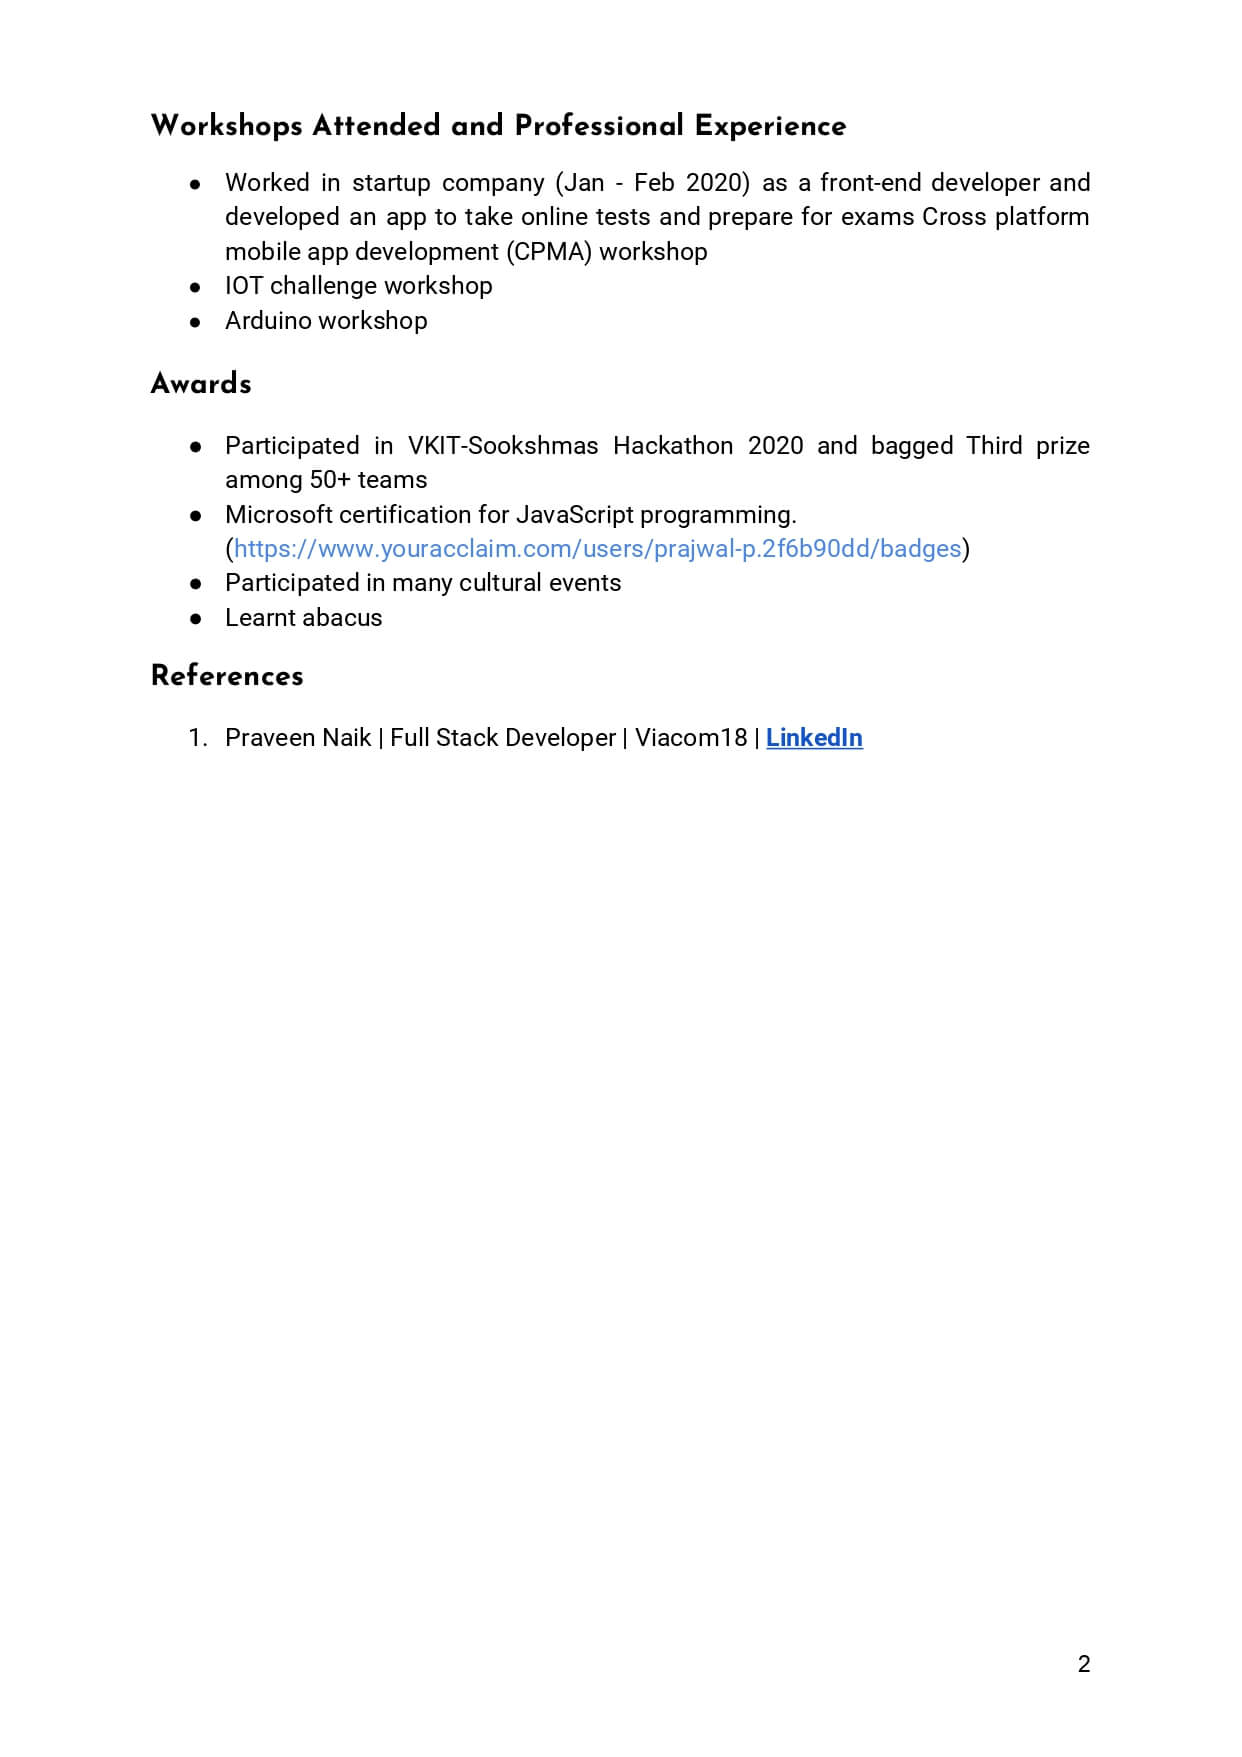 Workshops Attended and Professional Experience
● Worked in startup company (Jan - Feb 2020) as a front-end developer and
developed an app to take online tests and prepare for exams Cross platform
mobile app development (CPMA) workshop
● IOT challenge workshop
● Arduino workshop
Awards
● Participated in VKIT-Sookshmas Hackathon 2020 and bagged Third prize
among 50+ teams
● Microsoft certification for JavaScript programming.
(https://www.youracclaim.com/users/prajwal-p.2f6b90dd/badges)
● Participated in many cultural events
● Learnt abacus
References
1. Praveen Naik | Full Stack Developer | Viacom18 | LinkedIn
2